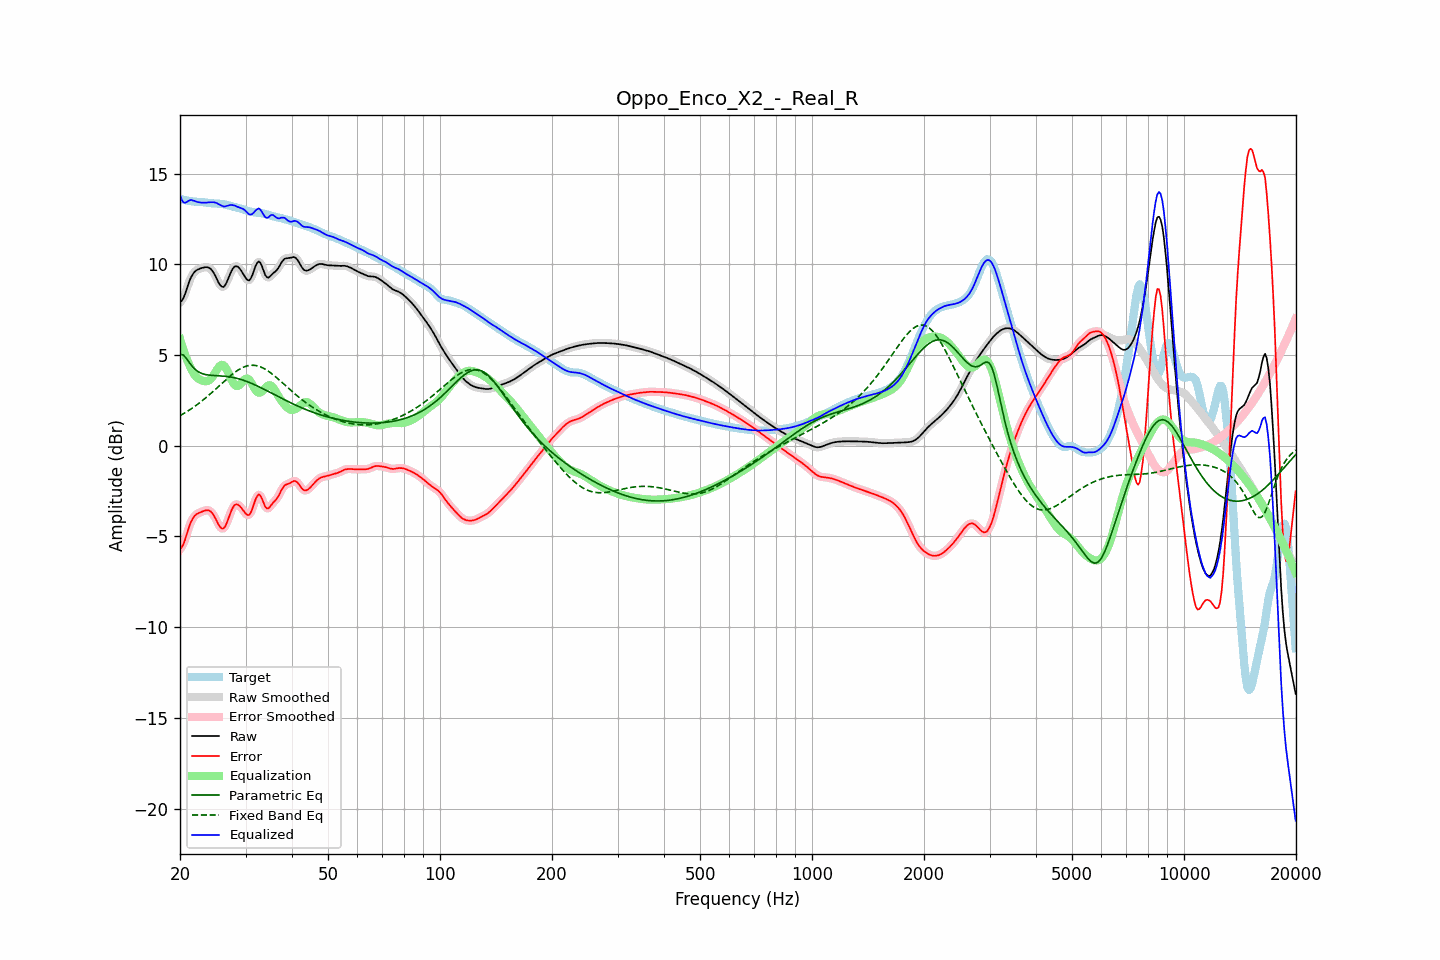 Oppo_Enco_X2_-_Real_R
Amplitude (dBr)
15
10
5
0
−5
−10
−15
−20
Target
Raw Smoothed
Error Smoothed
Raw
Error
Equalization
Parametric Eq
Fixed Band Eq
Equalized
20 50 100 200 500 1000 2000 5000 10000 20000
Frequency (Hz)